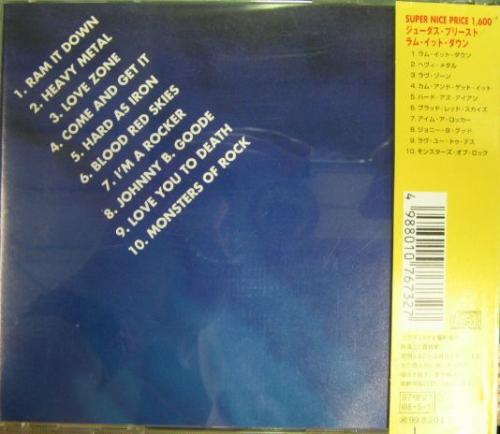 1. RAM IT DOWN
2. HEAVY METAL
3. LOVE ZONE
4. COME AND GET IT
5. HARD AS IRON
6. BLOOD RED SKIES
7. I'M A ROCKER
8. JOHNNY B. GOODE
9. LOVE YOU TO DEATH
10. MONSTERS OF ROCK
SUPER NICE PRICE 1,600
ジューダス・プリースト/
ラム・イット・ダウン
1. ラム・イット・ダウン
2. ヘヴィ・メタル
3. ラヴ・ゾーン
4. カム・アンド・ゲット・イット
5. ハード・アズ・アイアン
6. ブラッド・レッド・スカイズ
7. アイム・ア・ロッカー
8. ジョニー・B・グッド
9. ラヴ・ユー・トゥ・デス
10. モンスターズ・オブ・ロック
4 988010 767327